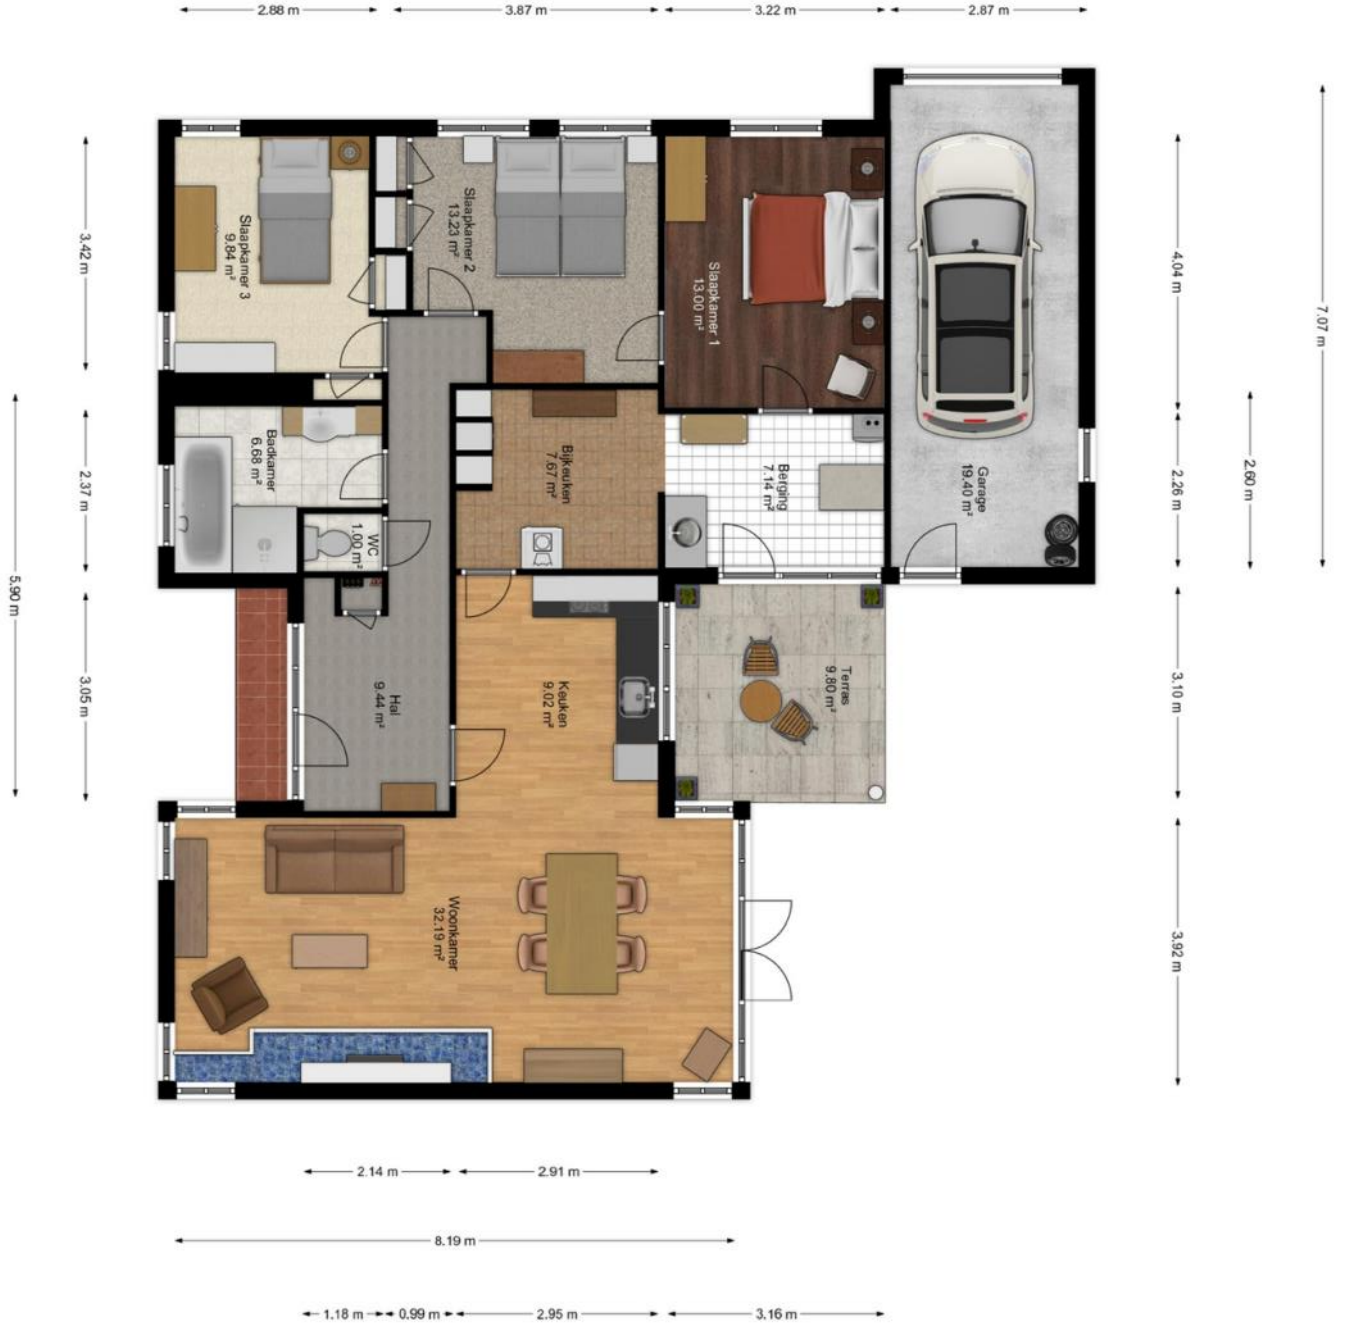 2.88 m
3.87 m
3.22 m
2.87 m
3.42 m
2.37 m
3.05 m
5.90 m
4.04 m
2.26 m
3.10 m
3.92 m
2.60 m
7.07 m
Slaapkamer 3
9.84 m²
Slaapkamer 2
13.23 m²
Slaapkamer 1
13.00 m²
Badkamer
6.68 m²
WC
1.00 m²
Bijkeuken
7.67 m²
Berging
7.14 m²
Garage
19.40 m²
Hal
9.44 m²
Keuken
9.02 m²
Terras
9.80 m²
Woonkamer
32.19 m²
2.14 m
2.91 m
8.19 m
1.18 m
0.99 m
2.95 m
3.16 m